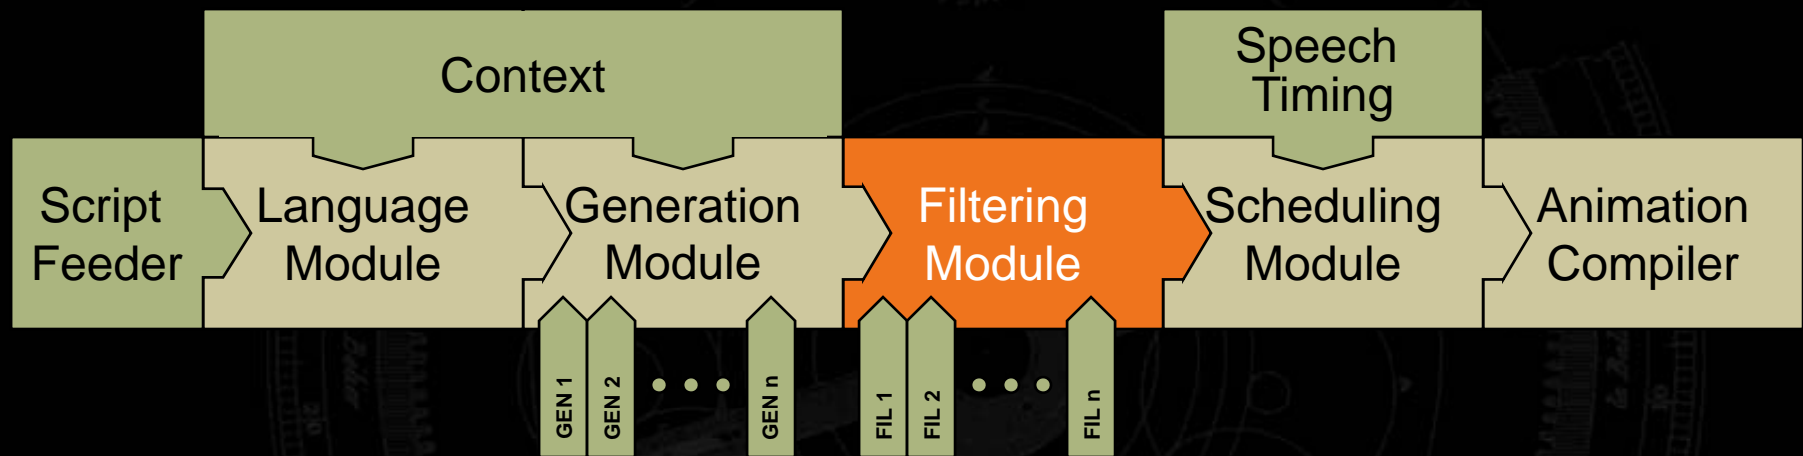 Context
Speech
Timing
Script
Feeder
Language
Module
Generation
Module
Filtering
Module
Scheduling
Module
Animation
Compiler
GEN 1
GEN 2
GEN n
FIL 1
FIL 2
FIL n